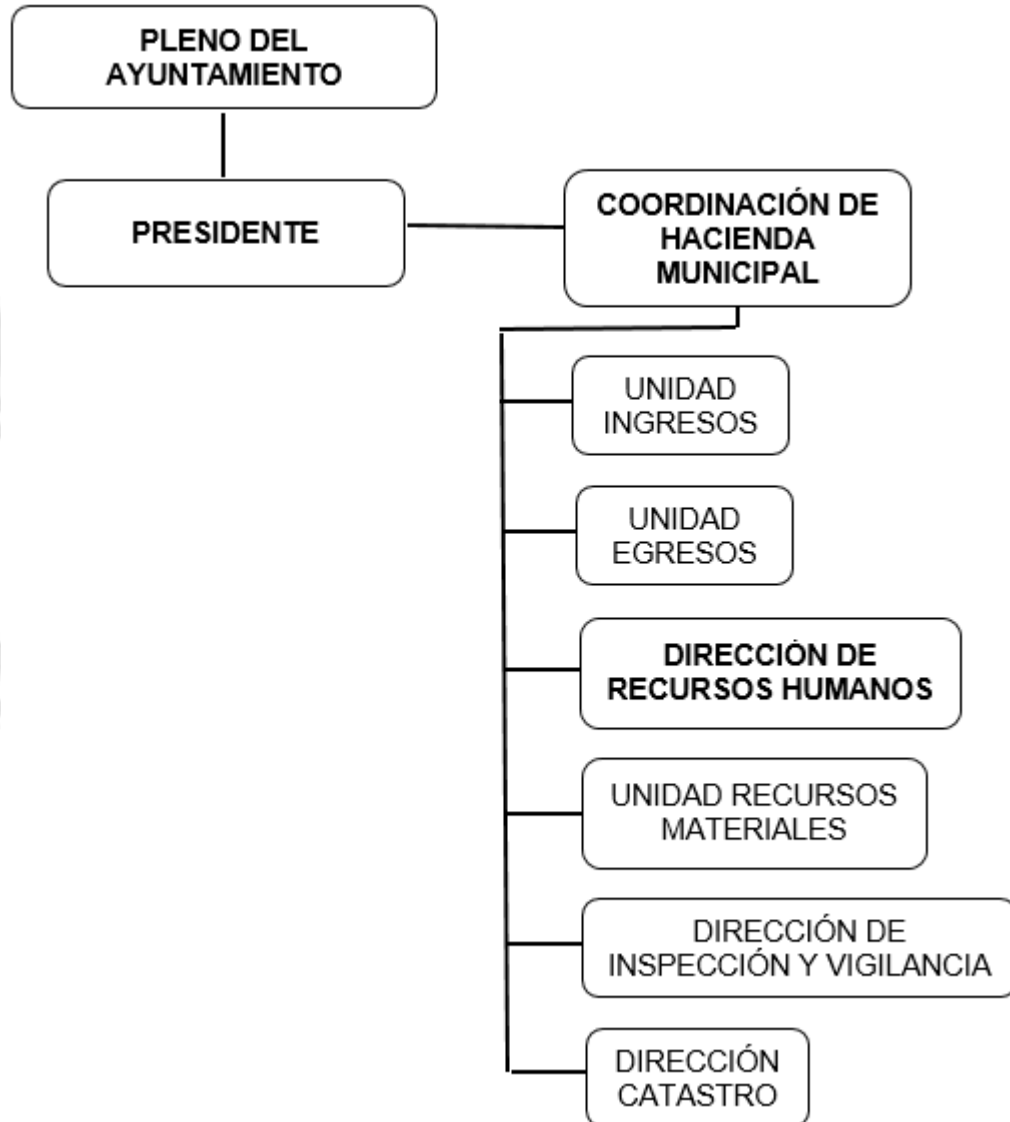 PLENO DEL
AYUNTAMIENTO
PRESIDENTE
COORDINACIÓN DE
HACIENDA
MUNICIPAL
UNIDAD
INGRESOS
UNIDAD
EGRESOS
DIRECCIÓN DE
RECURSOS HUMANOS
UNIDAD RECURSOS
MATERIALES
DIRECCIÓN DE
INSPECCIÓN Y VIGILANCIA
DIRECCIÓN
CATASTRO